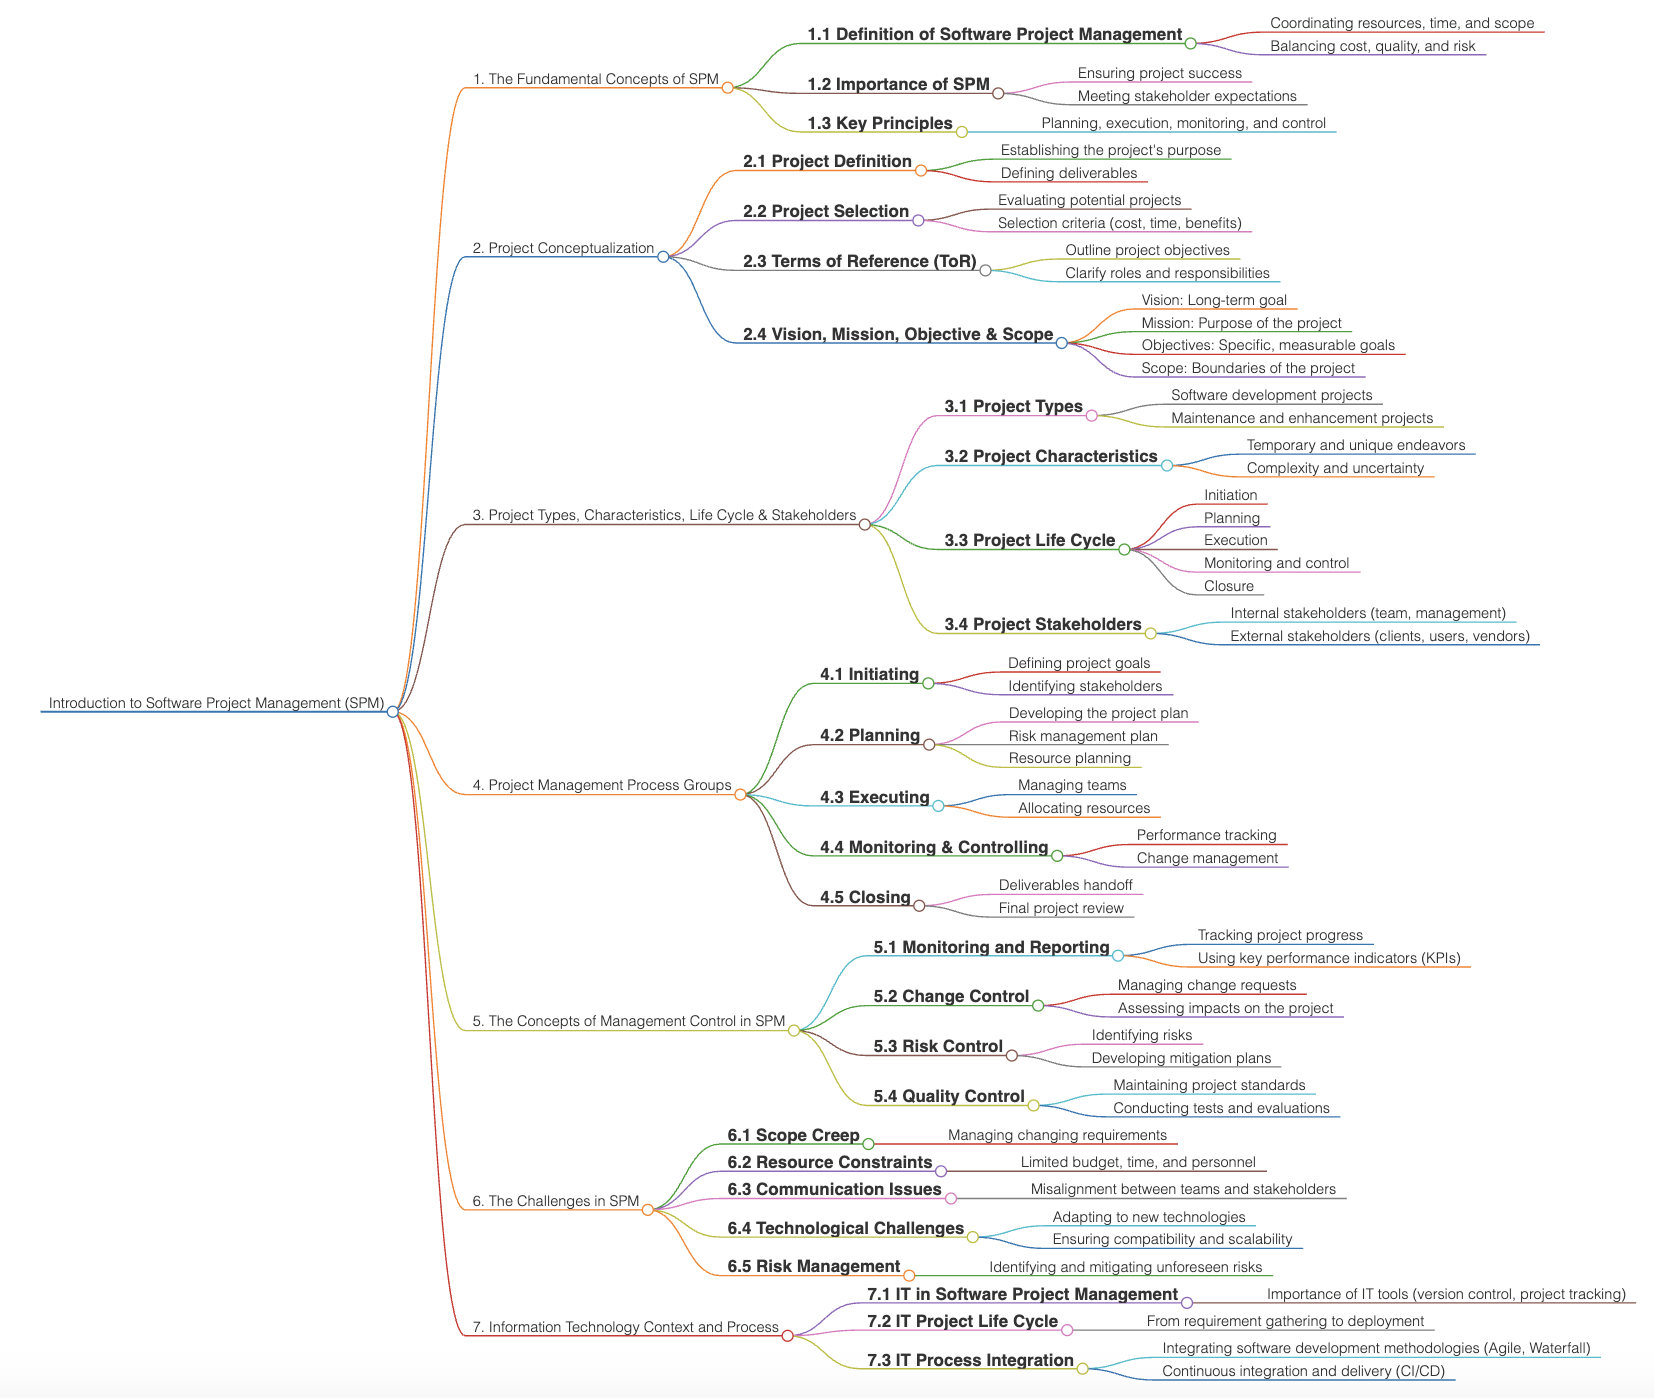 Introduction to Software Project Management (SPM)
1. The Fundamental Concepts of SPM
1.1 Definition of Software Project Management
Coordinating resources, time, and scope
Balancing cost, quality, and risk
1.2 Importance of SPM
Ensuring project success
Meeting stakeholder expectations
1.3 Key Principles
Planning, execution, monitoring, and control
2. Project Conceptualization
2.1 Project Definition
Establishing the project's purpose
Defining deliverables
2.2 Project Selection
Evaluating potential projects
Selection criteria (cost, time, benefits)
2.3 Terms of Reference (ToR)
Outline project objectives
Clarify roles and responsibilities
2.4 Vision, Mission, Objective & Scope
Vision: Long-term goal
Mission: Purpose of the project
Objectives: Specific, measurable goals
Scope: Boundaries of the project
3. Project Types, Characteristics, Life Cycle & Stakeholders
3.1 Project Types
Software development projects
Maintenance and enhancement projects
3.2 Project Characteristics
Temporary and unique endeavors
Complexity and uncertainty
3.3 Project Life Cycle
Initiation
Planning
Execution
Monitoring and control
Closure
3.4 Project Stakeholders
Internal stakeholders (team, management)
External stakeholders (clients, users, vendors)
4. Project Management Process Groups
4.1 Initiating
Defining project goals
Identifying stakeholders
4.2 Planning
Developing the project plan
Risk management plan
Resource planning
4.3 Executing
Managing teams
Allocating resources
4.4 Monitoring & Controlling
Performance tracking
Change management
4.5 Closing
Deliverables handoff
Final project review
5. The Concepts of Management Control in SPM
5.1 Monitoring and Reporting
Tracking project progress
Using key performance indicators (KPIs)
5.2 Change Control
Managing change requests
Assessing impacts on the project
5.3 Risk Control
Identifying risks
Developing mitigation plans
5.4 Quality Control
Maintaining project standards
Conducting tests and evaluations
6. The Challenges in SPM
6.1 Scope Creep
Managing changing requirements
6.2 Resource Constraints
Limited budget, time, and personnel
6.3 Communication Issues
Misalignment between teams and stakeholders
6.4 Technological Challenges
Adapting to new technologies
Ensuring compatibility and scalability
6.5 Risk Management
Identifying and mitigating unforeseen risks
7. Information Technology Context and Process
7.1 IT in Software Project Management
Importance of IT tools (version control, project tracking)
7.2 IT Project Life Cycle
From requirement gathering to deployment
7.3 IT Process Integration
Integrating software development methodologies (Agile, Waterfall)
Continuous integration and delivery (CI/CD)